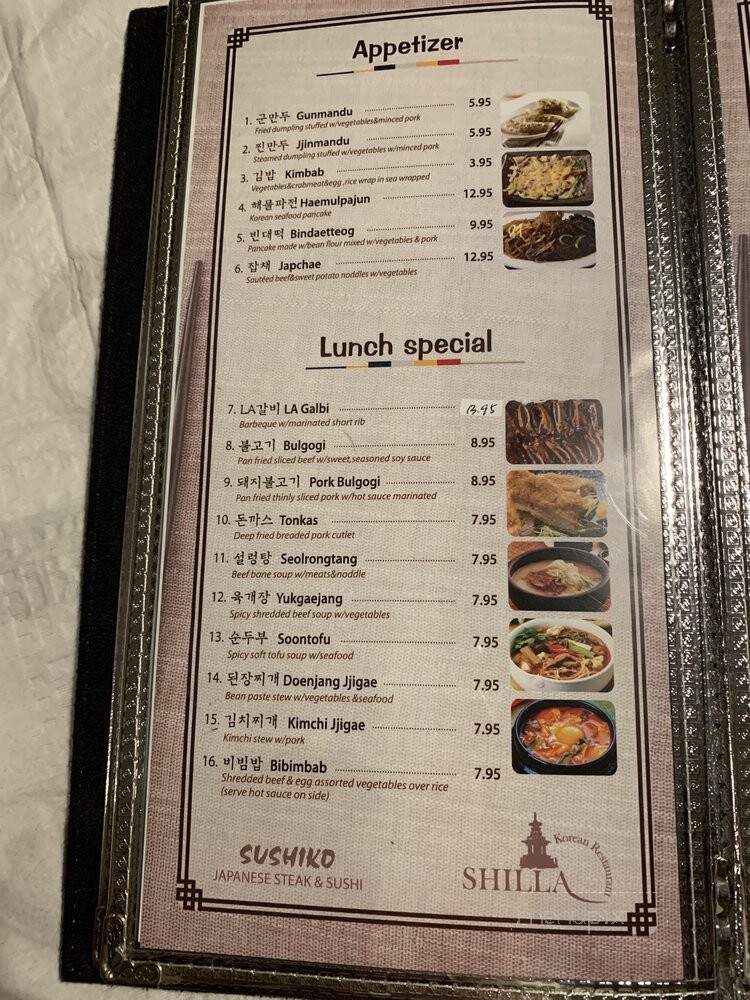 Appetizer
1. 군만두 Gunmandu 5.95
Fried dumpling stuffed w/vegetables&minced pork
2. 찐만두 Jjinmandu 5.95
Steamed dumpling stuffed w/vegetables w/minced pork
3. 김밥 Kimbab 3.95
Vegetables&crabmeat&egg ,rice wrap in sea wrapped
4. 해물파전 Haemulpajun 12.95
Korean seafood pancake
5. 빈대떡 Bindaetteog 9.95
Pancake made w/bean flour mixed w/vegetables & pork
6. 잡채 Japchae 12.95
Sautéed beef&sweet potato noddles w/vegetables
Lunch special
7. LA갈비 LA Galbi 13.95
Barbeque w/marinated short rib
8. 불고기 Bulgogi 8.95
Pan fried sliced beef w/sweet,seasoned soy sauce
9. 돼지불고기 Pork Bulgogi 8.95
Pan fried thinly sliced pork w/hot sauce marinated
10. 돈까스 Tonkas 7.95
Deep fried breaded pork cutlet
11. 설렁탕 Seolrongtang 7.95
Beef bone soup w/meats&noddle
12. 육개장 Yukgaejang 7.95
Spicy shredded beef soup w/vegetables
13. 순두부 Soontofu 7.95
Spicy soft tofu soup w/seafood
14. 된장찌개 Doenjang Jjigae 7.95
Bean paste stew w/vegetables &seafood
15. 김치찌개 Kimchi Jjigae 7.95
Kimchi stew w/pork
16. 비빔밥 Bibimbab 7.95
Shredded beef & egg assorted vegetables over rice
(serve hot sauce on side)
SUSHIKO
JAPANESE STEAK & SUSHI
SHILLA
Korean Restaurant